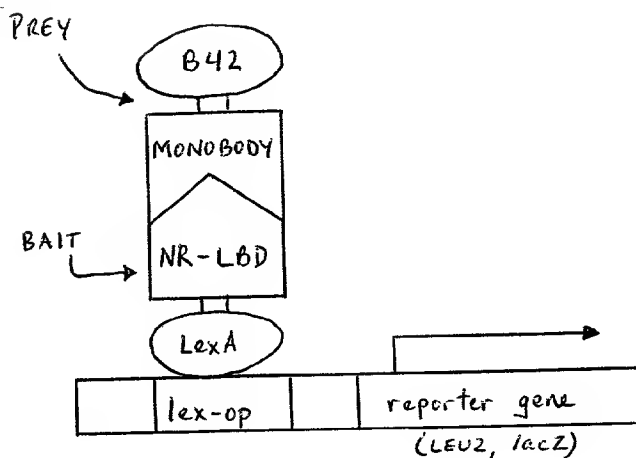 PREY
B42
MONOBODY
BAIT
NR-LBD
LexA
lex-op
reporter gene
(LEU2, lacZ)